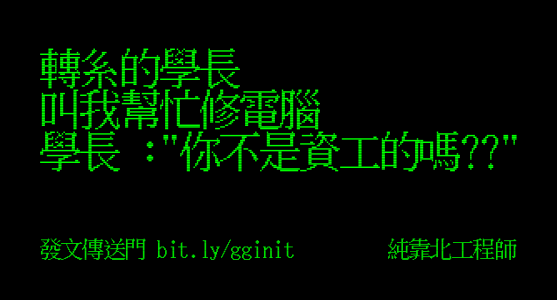 轉系的學長
叫我幫忙修電腦
學長 :"你不是資工的嗎??"
發文傳送門 bit.ly/gginit
純靠北工程師